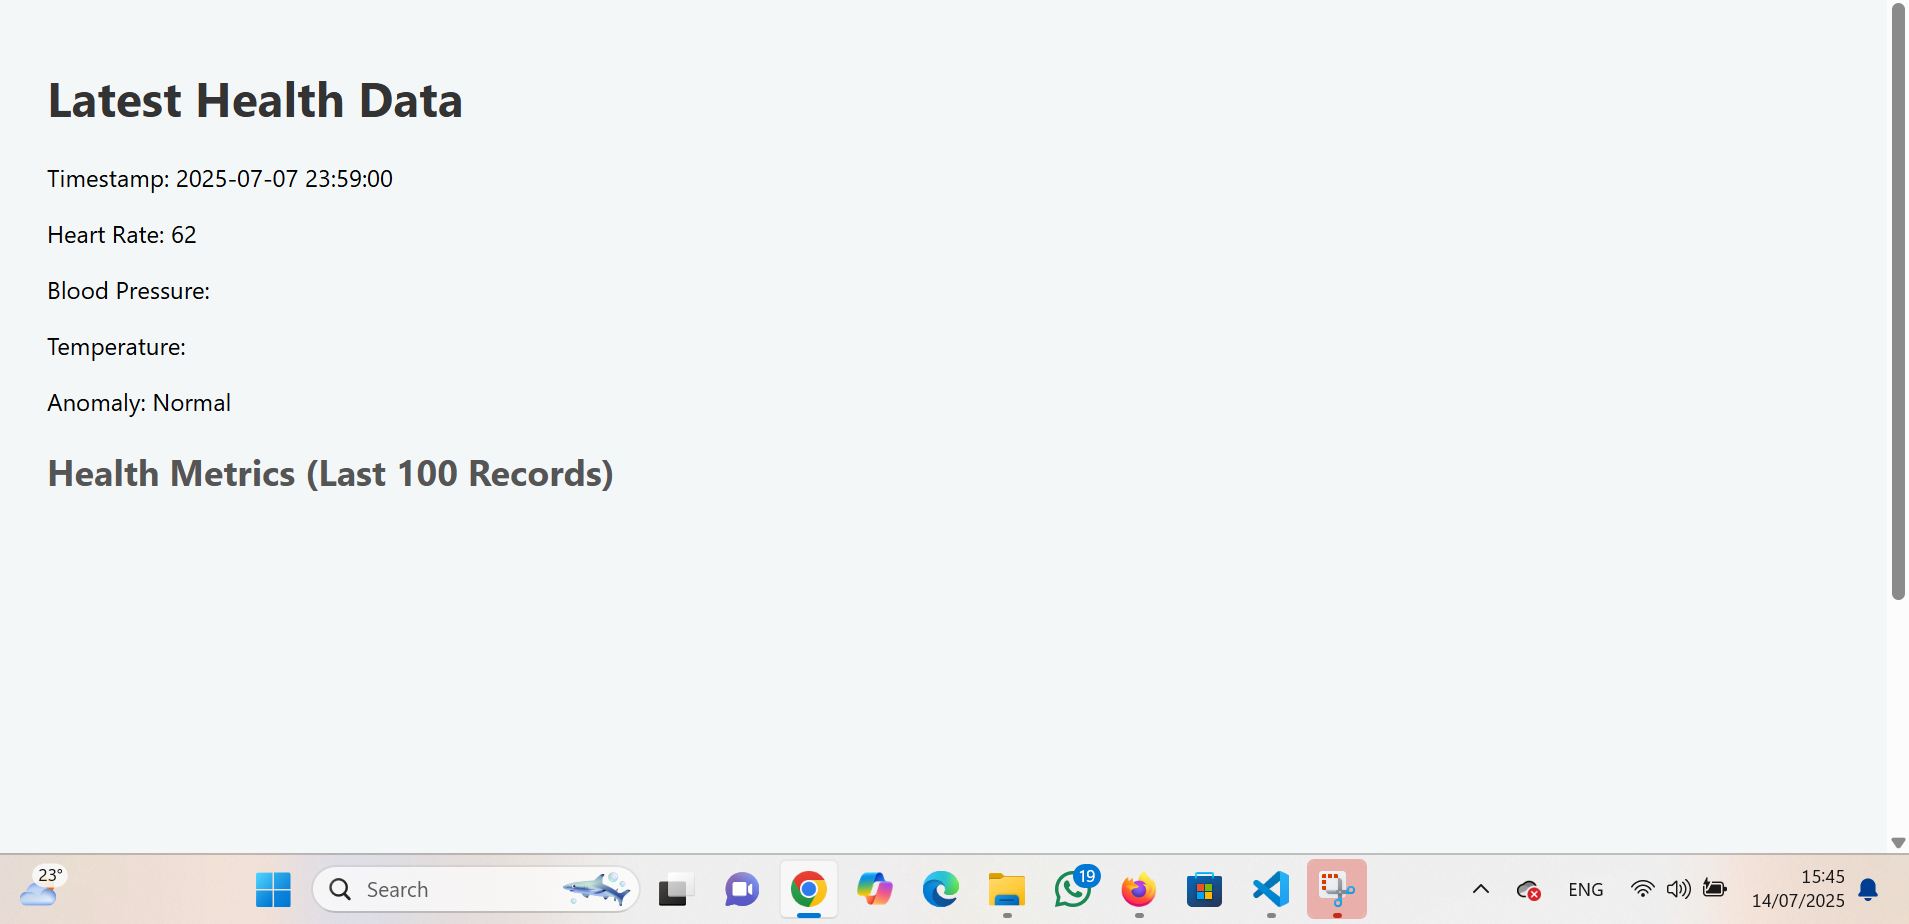 Latest Health Data
Timestamp: 2025-07-07 23:59:00
Heart Rate: 62
Blood Pressure:
Temperature:
Anomaly: Normal
Health Metrics (Last 100 Records)
23°
Search
19
ENG
15:45
14/07/2025